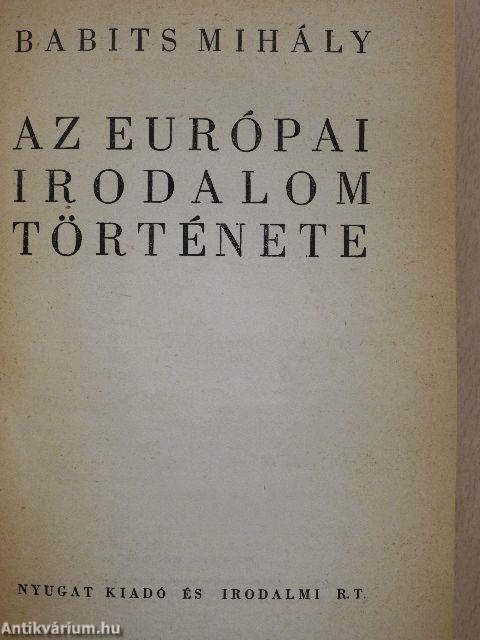 BABITS MIHÁLY
AZ EURÓPAI
IRODALOM
TÖRTÉNETE
NYUGAT KIADÓ ÉS IRODALMI R.T.
Antikvárium.hu